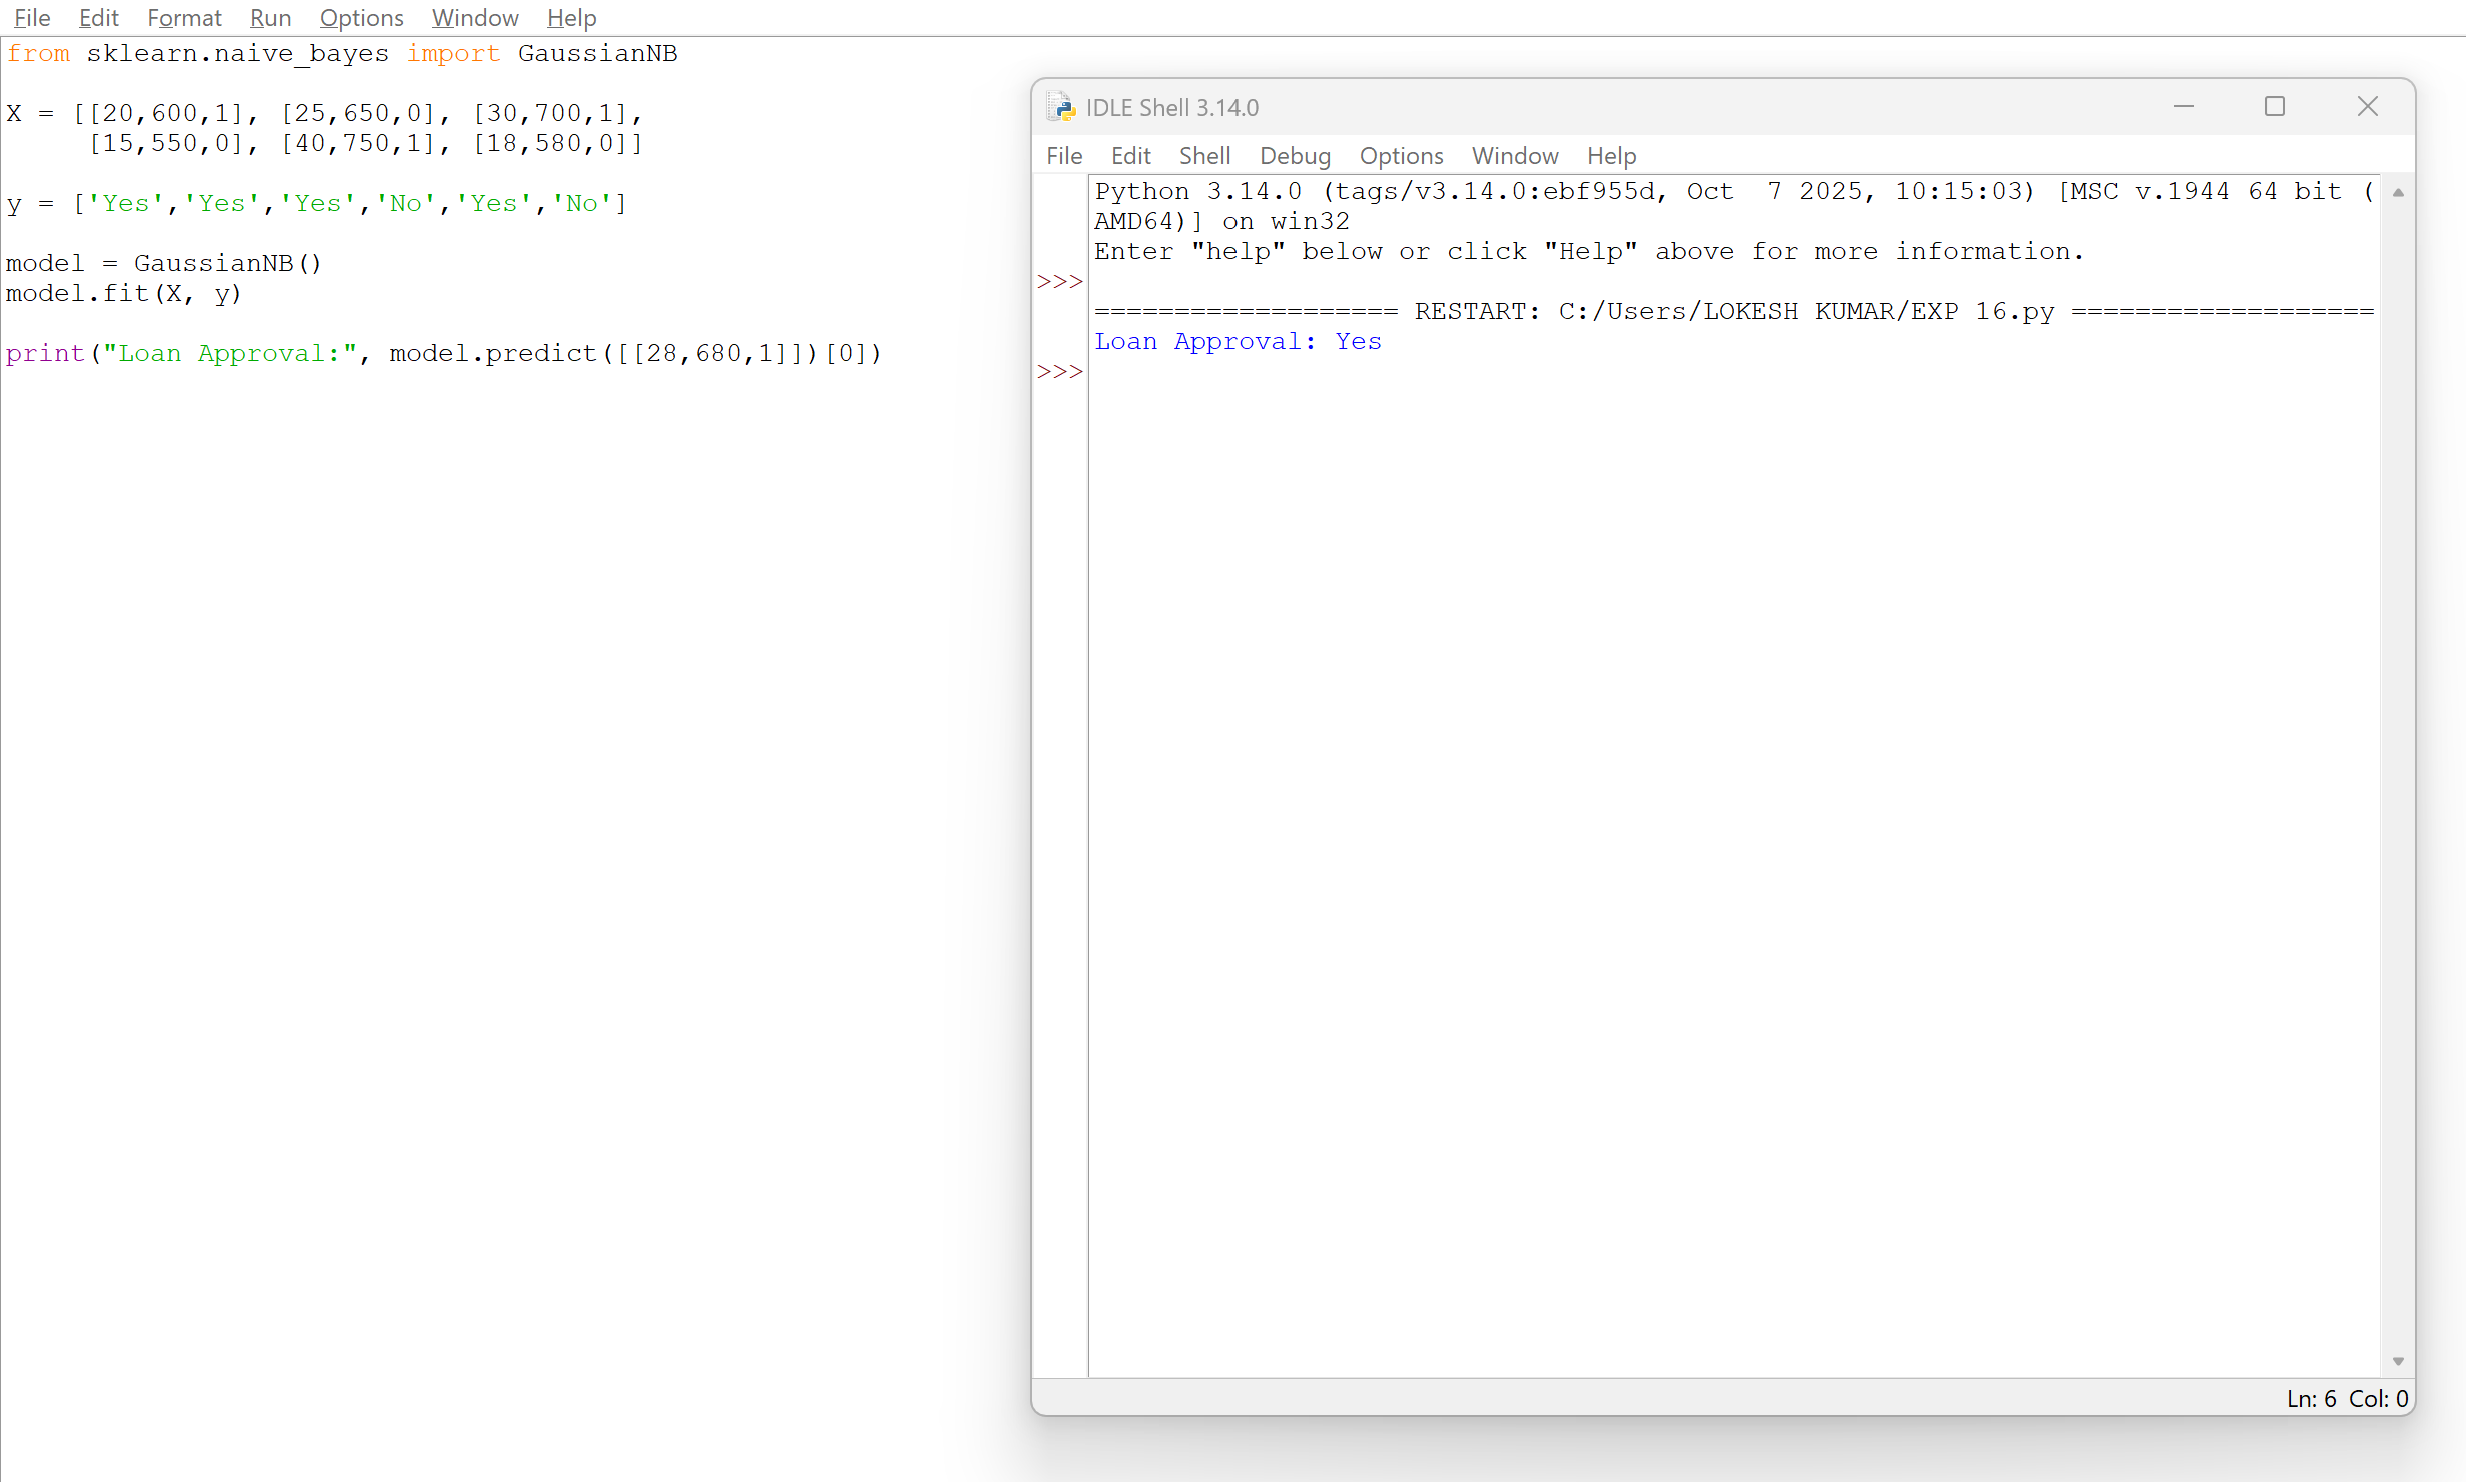 File Edit Format Run Options Window Help
from sklearn.naive_bayes import GaussianNB
X = [[20,600,1], [25,650,0], [30,700,1],
     [15,550,0], [40,750,1], [18,580,0]]
y = ['Yes','Yes','Yes','No','Yes','No']
model = GaussianNB()
model.fit(X, y)
print("Loan Approval:", model.predict([[28,680,1]])[0])
IDLE Shell 3.14.0
File Edit Shell Debug Options Window Help
Python 3.14.0 (tags/v3.14.0:ebf955d, Oct  7 2025, 10:15:03) [MSC v.1944 64 bit (
AMD64)] on win32
Enter "help" below or click "Help" above for more information.
>>>
=================== RESTART: C:/Users/LOKESH KUMAR/EXP 16.py ===================
Loan Approval: Yes
>>>
Ln: 6 Col: 0